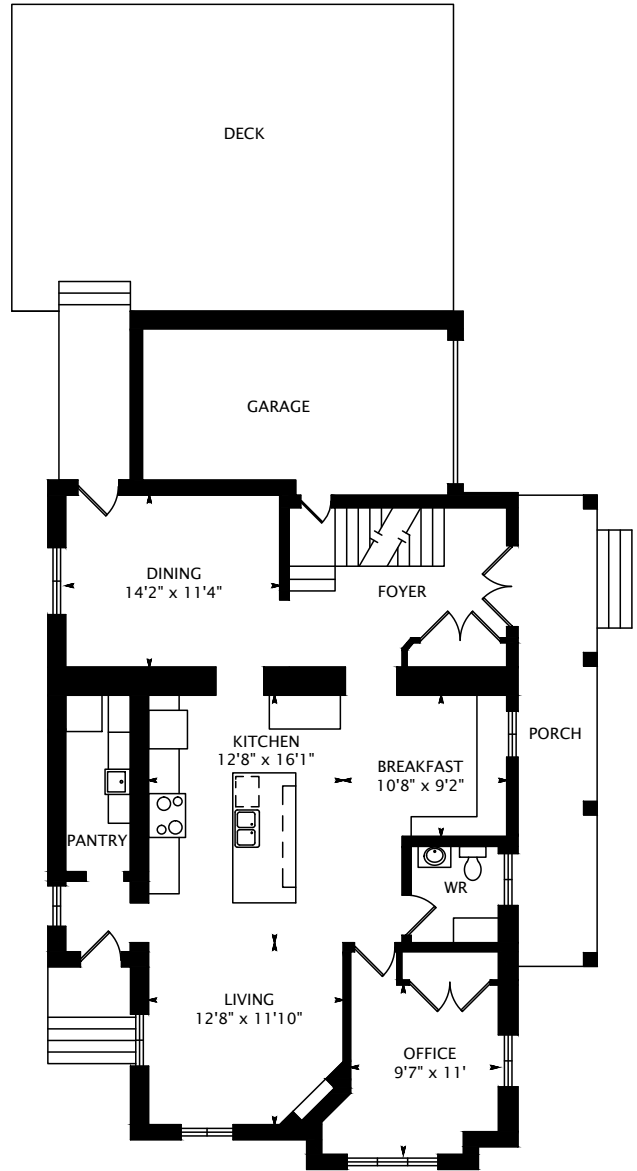 DECK
GARAGE
DINING
14'2" x 11'4"
FOYER
KITCHEN
12'8" x 16'1"
PORCH
BREAKFAST
10'8" x 9'2"
PANTRY
WR
LIVING
12'8" x 11'10"
OFFICE
9'7" x 11'